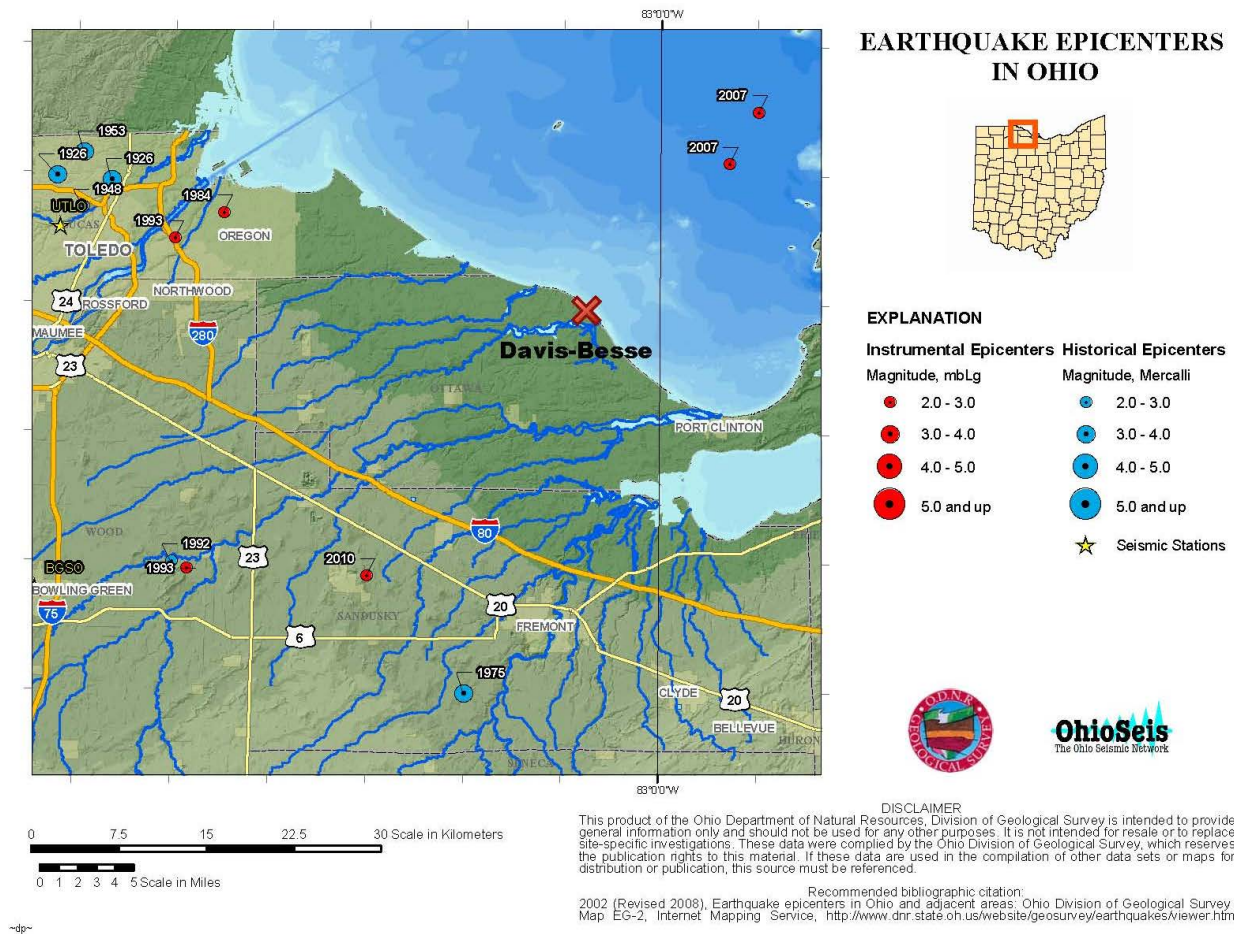 83°0'0"W
EARTHQUAKE EPICENTERS
IN OHIO
2007
2007
1953
1926
1926
1948
1984
1993
UTLO
LUCAS
TOLEDO
OREGON
NORTHWOOD
24
ROSSFORD
MAUMEE
280
23
Davis-Besse
OTTAWA
PORT CLINTON
EXPLANATION
Instrumental Epicenters
Magnitude, mbLg
2.0 - 3.0
3.0 - 4.0
4.0 - 5.0
5.0 and up
Historical Epicenters
Magnitude, Mercalli
2.0 - 3.0
3.0 - 4.0
4.0 - 5.0
5.0 and up
Seismic Stations
WOOD
80
1992
1993
23
2010
BGSO
BOWLING GREEN
75
SANDUSKY
20
FREMONT
6
1975
CLYDE
20
BELLEVUE
HURON
SENECA
83°0'0"W
O.D.N.R.
GEOLOGICAL SURVEY
OhioSeis
The Ohio Seismic Network
0 7.5 15 22.5 30 Scale in Kilometers
0 1 2 3 4 5 Scale in Miles
DISCLAIMER
This product of the Ohio Department of Natural Resources, Division of Geological Survey is intended to provide
general information only and should not be used for any other purposes. It is not intended for resale or to replace
site-specific investigations. These data were complied by the Ohio Division of Geological Survey, which reserves
the publication rights to this material. If these data are used in the compilation of other data sets or maps for
distribution or publication, this source must be referenced.
Recommended bibliographic citation:
2002 (Revised 2008), Earthquake epicenters in Ohio and adjacent areas: Ohio Division of Geological Survey
Map EG-2, Internet Mapping Service, http://www.dnr.state.oh.us/website/geosurvey/earthquakes/viewer.htm
~dp~